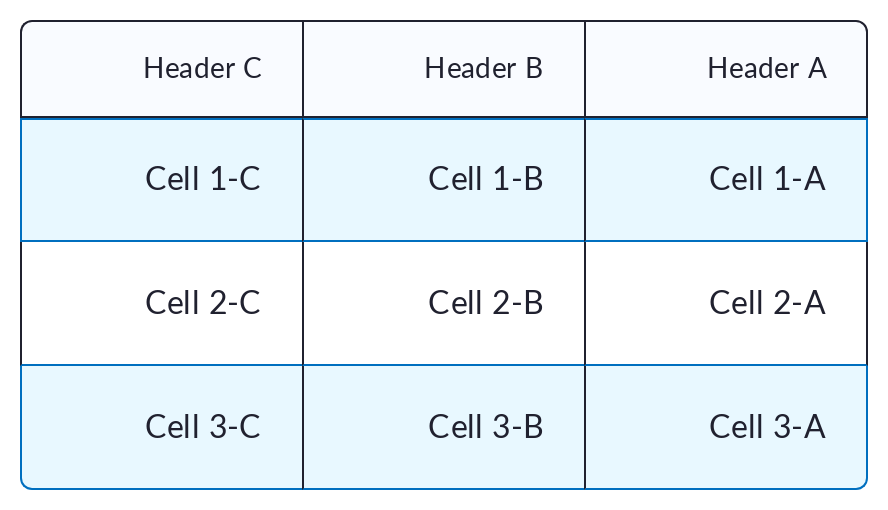 Header C Header B Header A
Cell 1-C Cell 1-B Cell 1-A
Cell 2-C Cell 2-B Cell 2-A
Cell 3-C Cell 3-B Cell 3-A